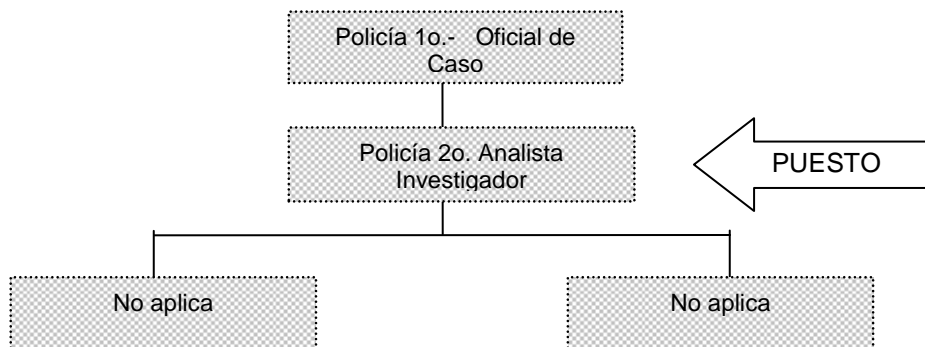 Policía 1o.- Oficial de
Caso
Policía 2o. Analista
Investigador
PUESTO
No aplica
No aplica